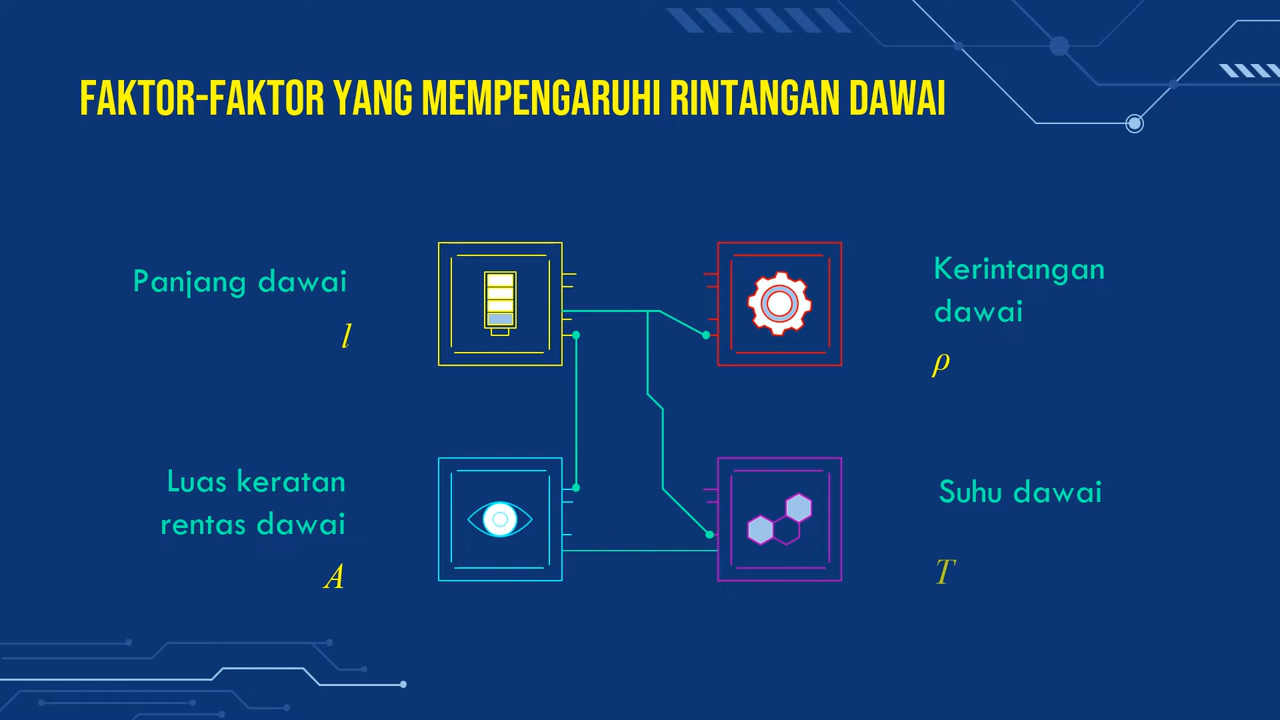 FAKTOR-FAKTOR YANG MEMPENGARUHI RINTANGAN DAWAI
Panjang dawai
l
Kerintangan
dawai
ρ
Luas keratan
rentas dawai
A
Suhu dawai
T